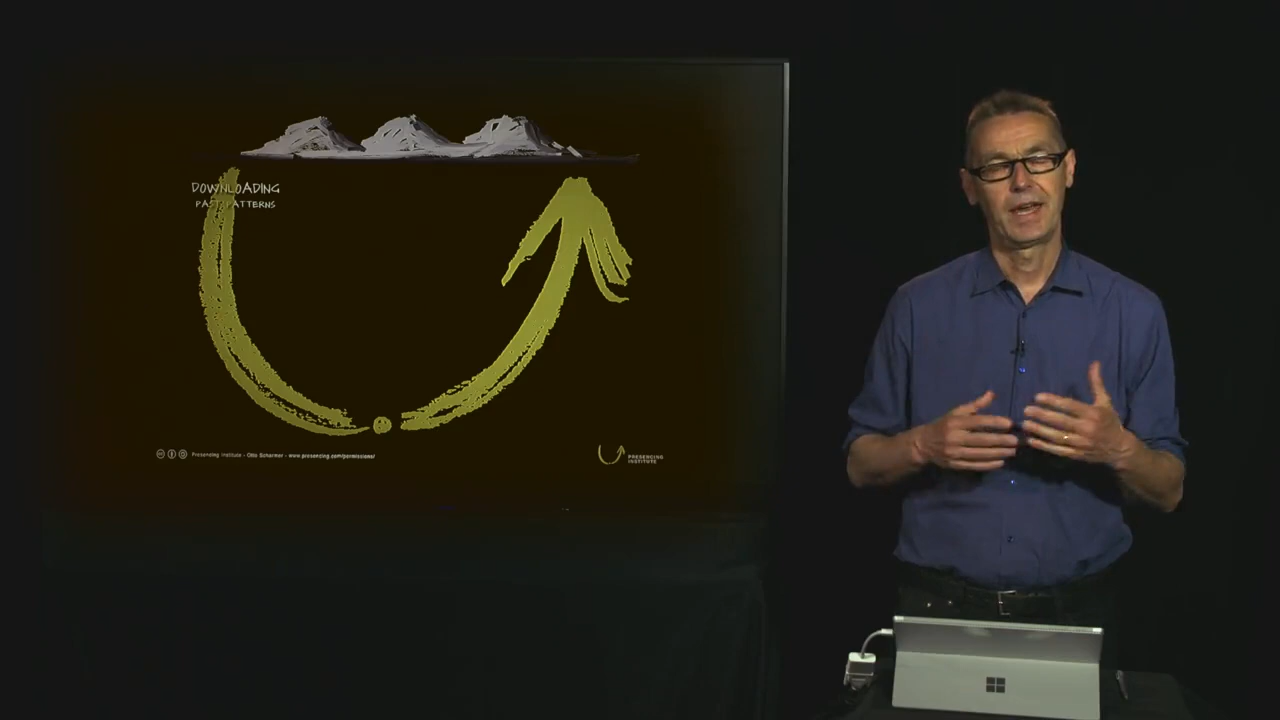 DOWNLOADING
PAST PATTERNS
Presencing Institute - Otto Scharmer - www.presencing.com/permissions/
PRESENCING
INSTITUTE